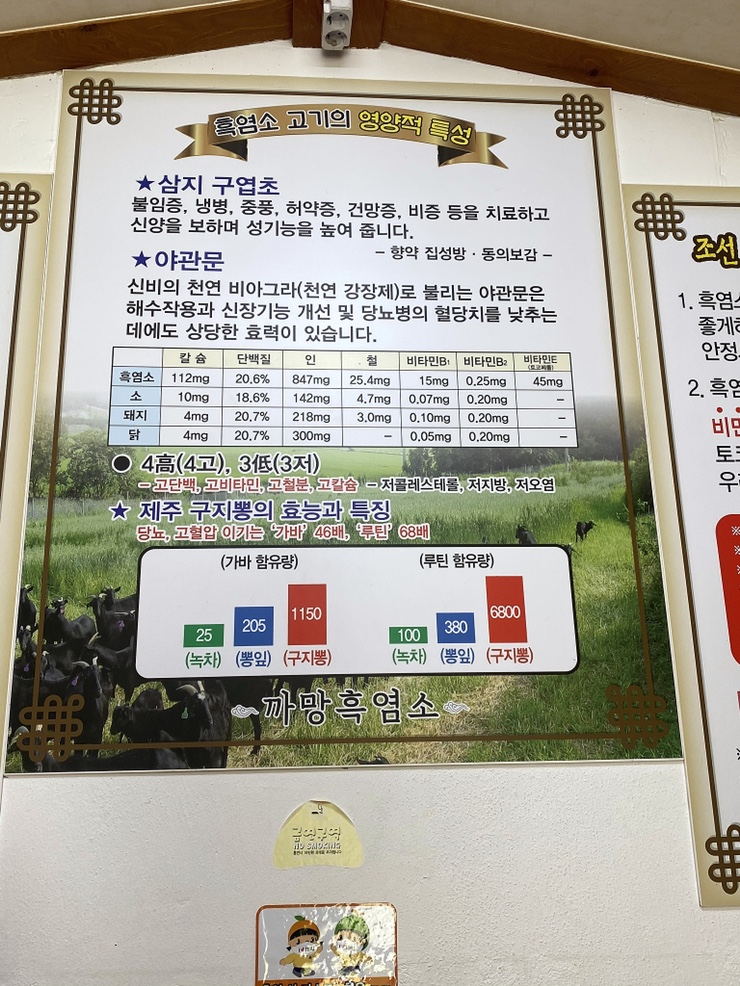 흑염소 고기의 영양적 특성
★삼지 구엽초
불임증, 냉병, 중풍, 허약증, 건망증, 비증 등을 치료하고
신양을 보하며 성기능을 높여 줍니다.
- 향약 집성방 · 동의보감 -
★야관문
신비의 천연 비아그라(천연 강장제)로 불리는 야관문은
해수작용과 신장기능 개선 및 당뇨병의 혈당치를 낮추는
데에도 상당한 효력이 있습니다.
칼슘 단백질 인 철 비타민B₁ 비타민B₂ 비타민E
(토코페롤)
흑염소 112mg 20.6% 847mg 25.4mg 15mg 0.25mg 45mg
소 10mg 18.6% 142mg 4.7mg 0.07mg 0.20mg -
돼지 4mg 20.7% 218mg 3.0mg 0.10mg 0.20mg -
닭 4mg 20.7% 300mg - 0.05mg 0.20mg -
● 4高(4고), 3低(3저)
- 고단백, 고비타민, 고철분, 고칼슘 - 저콜레스테롤, 저지방, 저오염
★ 제주 구지뽕의 효능과 특징
당뇨, 고혈압 이기는 '가바' 46배, '루틴' 68배
(가바 함유량) (루틴 함유량)
25 205 1150 100 380 6800
(녹차) (뽕잎) (구지뽕) (녹차) (뽕잎) (구지뽕)
까망흑염소
조선
1. 흑염소
좋게하
안정
2. 흑염
비만
토코
우
금연구역
NO SMOKING